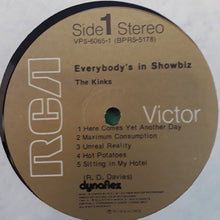 Side 1 Stereo
VPS-6065-1 (BPRS-5178)
Everybody's in Showbiz
The Kinks
RCA
Victor
1 Here Comes Yet Another Day
2 Maximum Consumption
3 Unreal Reality
4 Hot Potatoes
5 Sitting in My Hotel
(R. D. Davies)
dynaflex